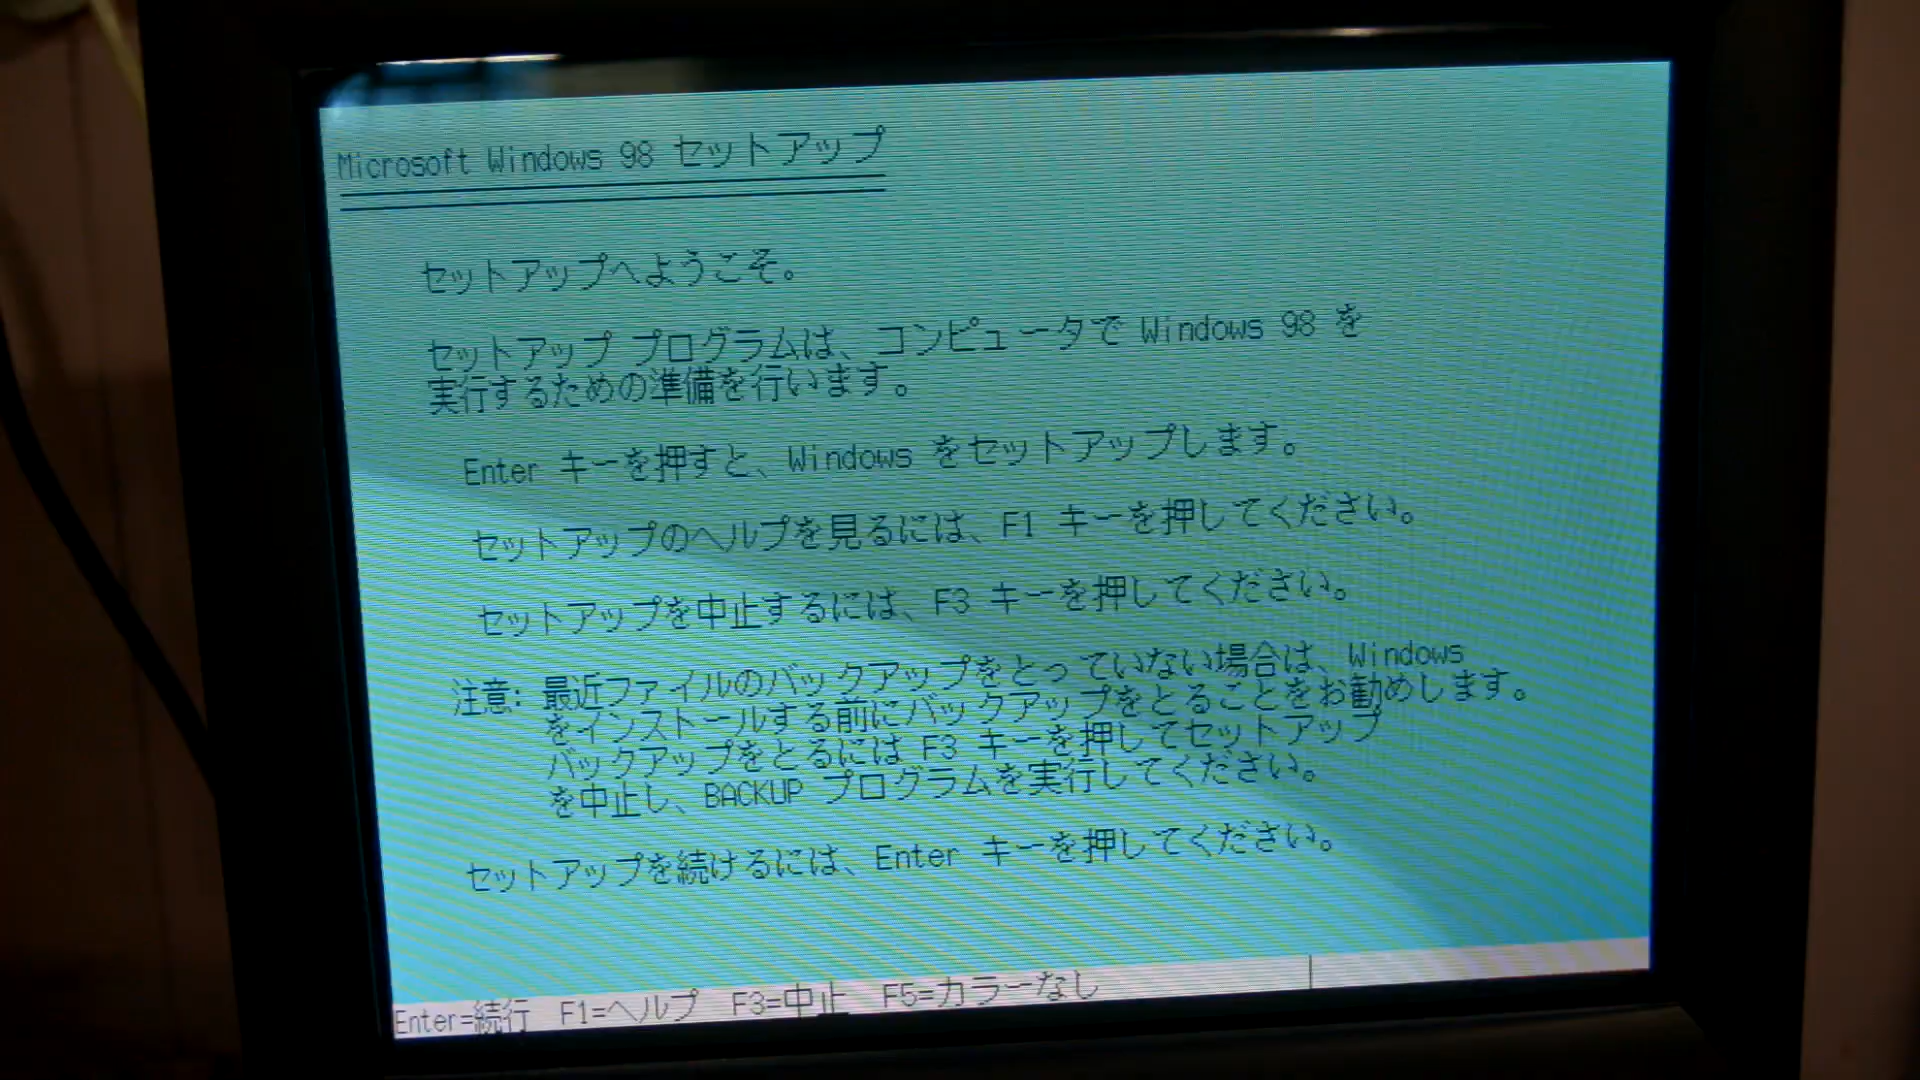 Microsoft Windows 98 セットアップ
セットアップへようこそ。
セットアップ プログラムは、コンピュータで Windows 98 を
実行するための準備を行います。
Enter キーを押すと、Windows をセットアップします。
セットアップのヘルプを見るには、F1 キーを押してください。
セットアップを中止するには、F3 キーを押してください。
注意: 最近ファイルのバックアップをとっていない場合は、Windows
をインストールする前にバックアップをとることをお勧めします。
バックアップをとるには F3 キーを押してセットアップ
を中止し、BACKUP プログラムを実行してください。
セットアップを続けるには、Enter キーを押してください。
Enter=続行 F1=ヘルプ F3=中止 F5=カラーなし